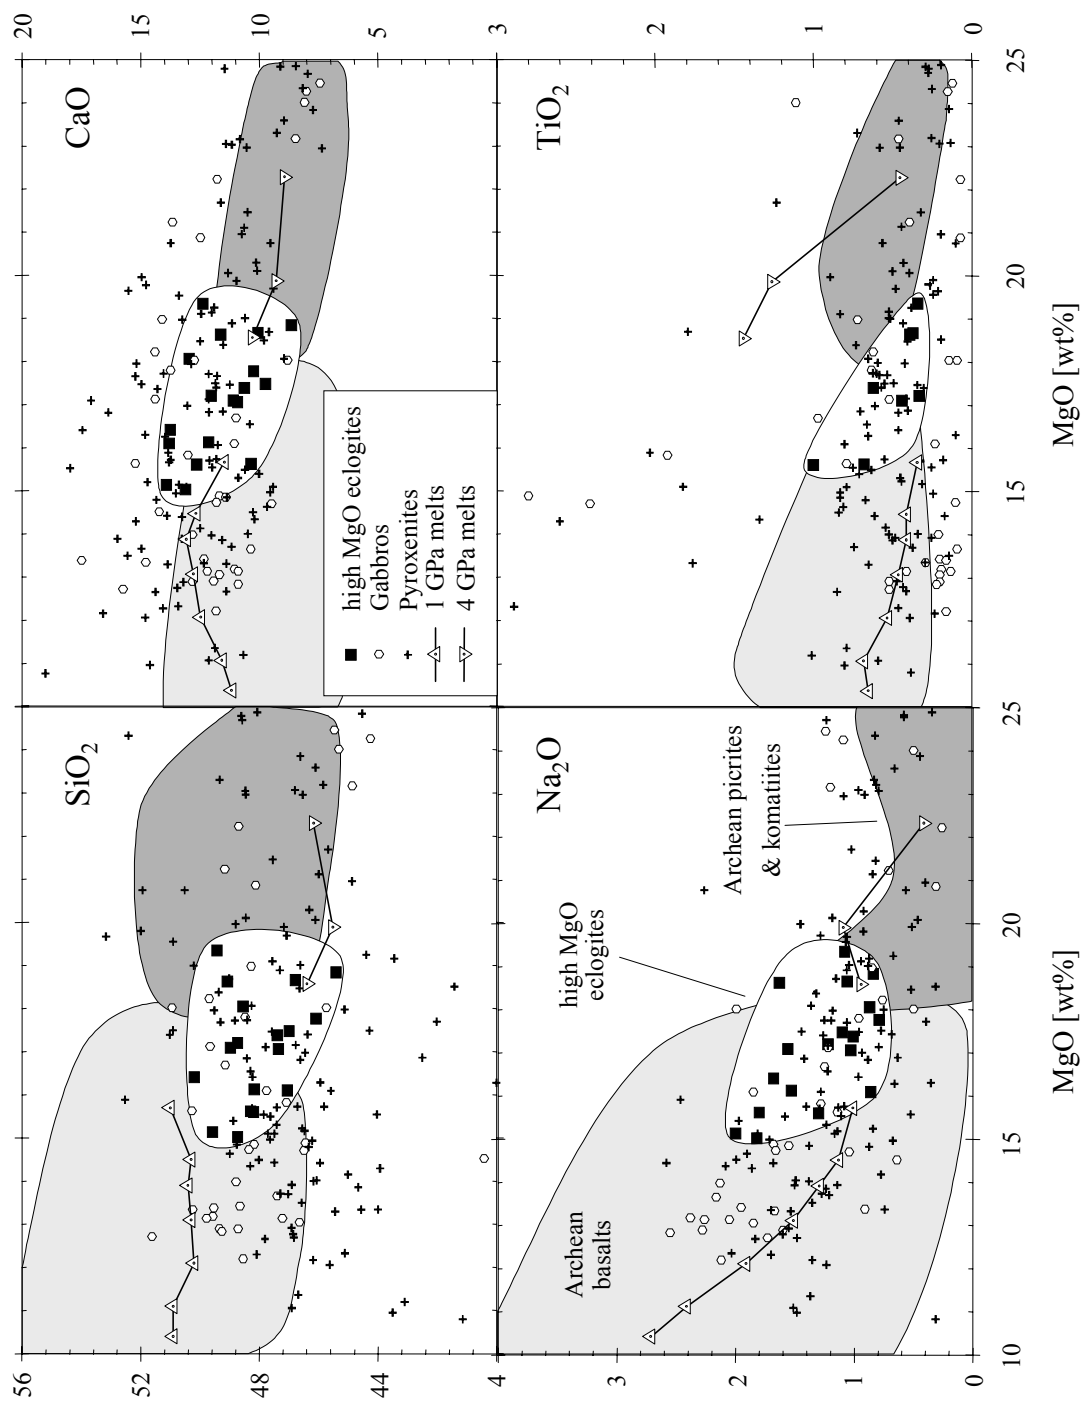 SiO₂
CaO
56
52
48
44
20
15
10
5
high MgO eclogites
Gabbros
Pyroxenites
1 GPa melts
4 GPa melts
Na₂O
TiO₂
3
2
1
0
3
2
1
0
Archean
basalts
high MgO
eclogites
Archean picrites
& komatiites
10
15
20
25
15
20
25
MgO [wt%]
MgO [wt%]